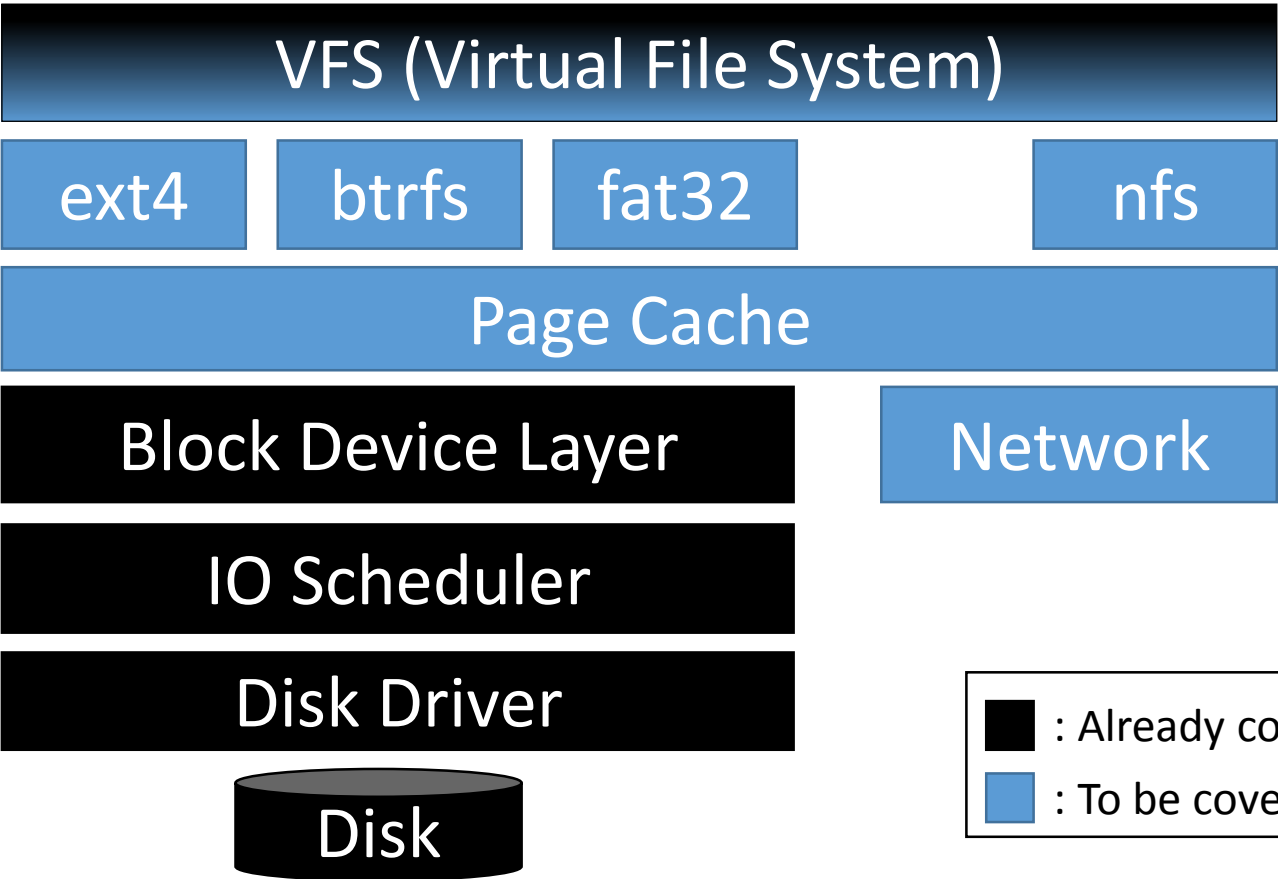 VFS (Virtual File System)
ext4 btrfs fat32 nfs
Page Cache
Block Device Layer Network
IO Scheduler
Disk Driver
: Already co
: To be cove
Disk